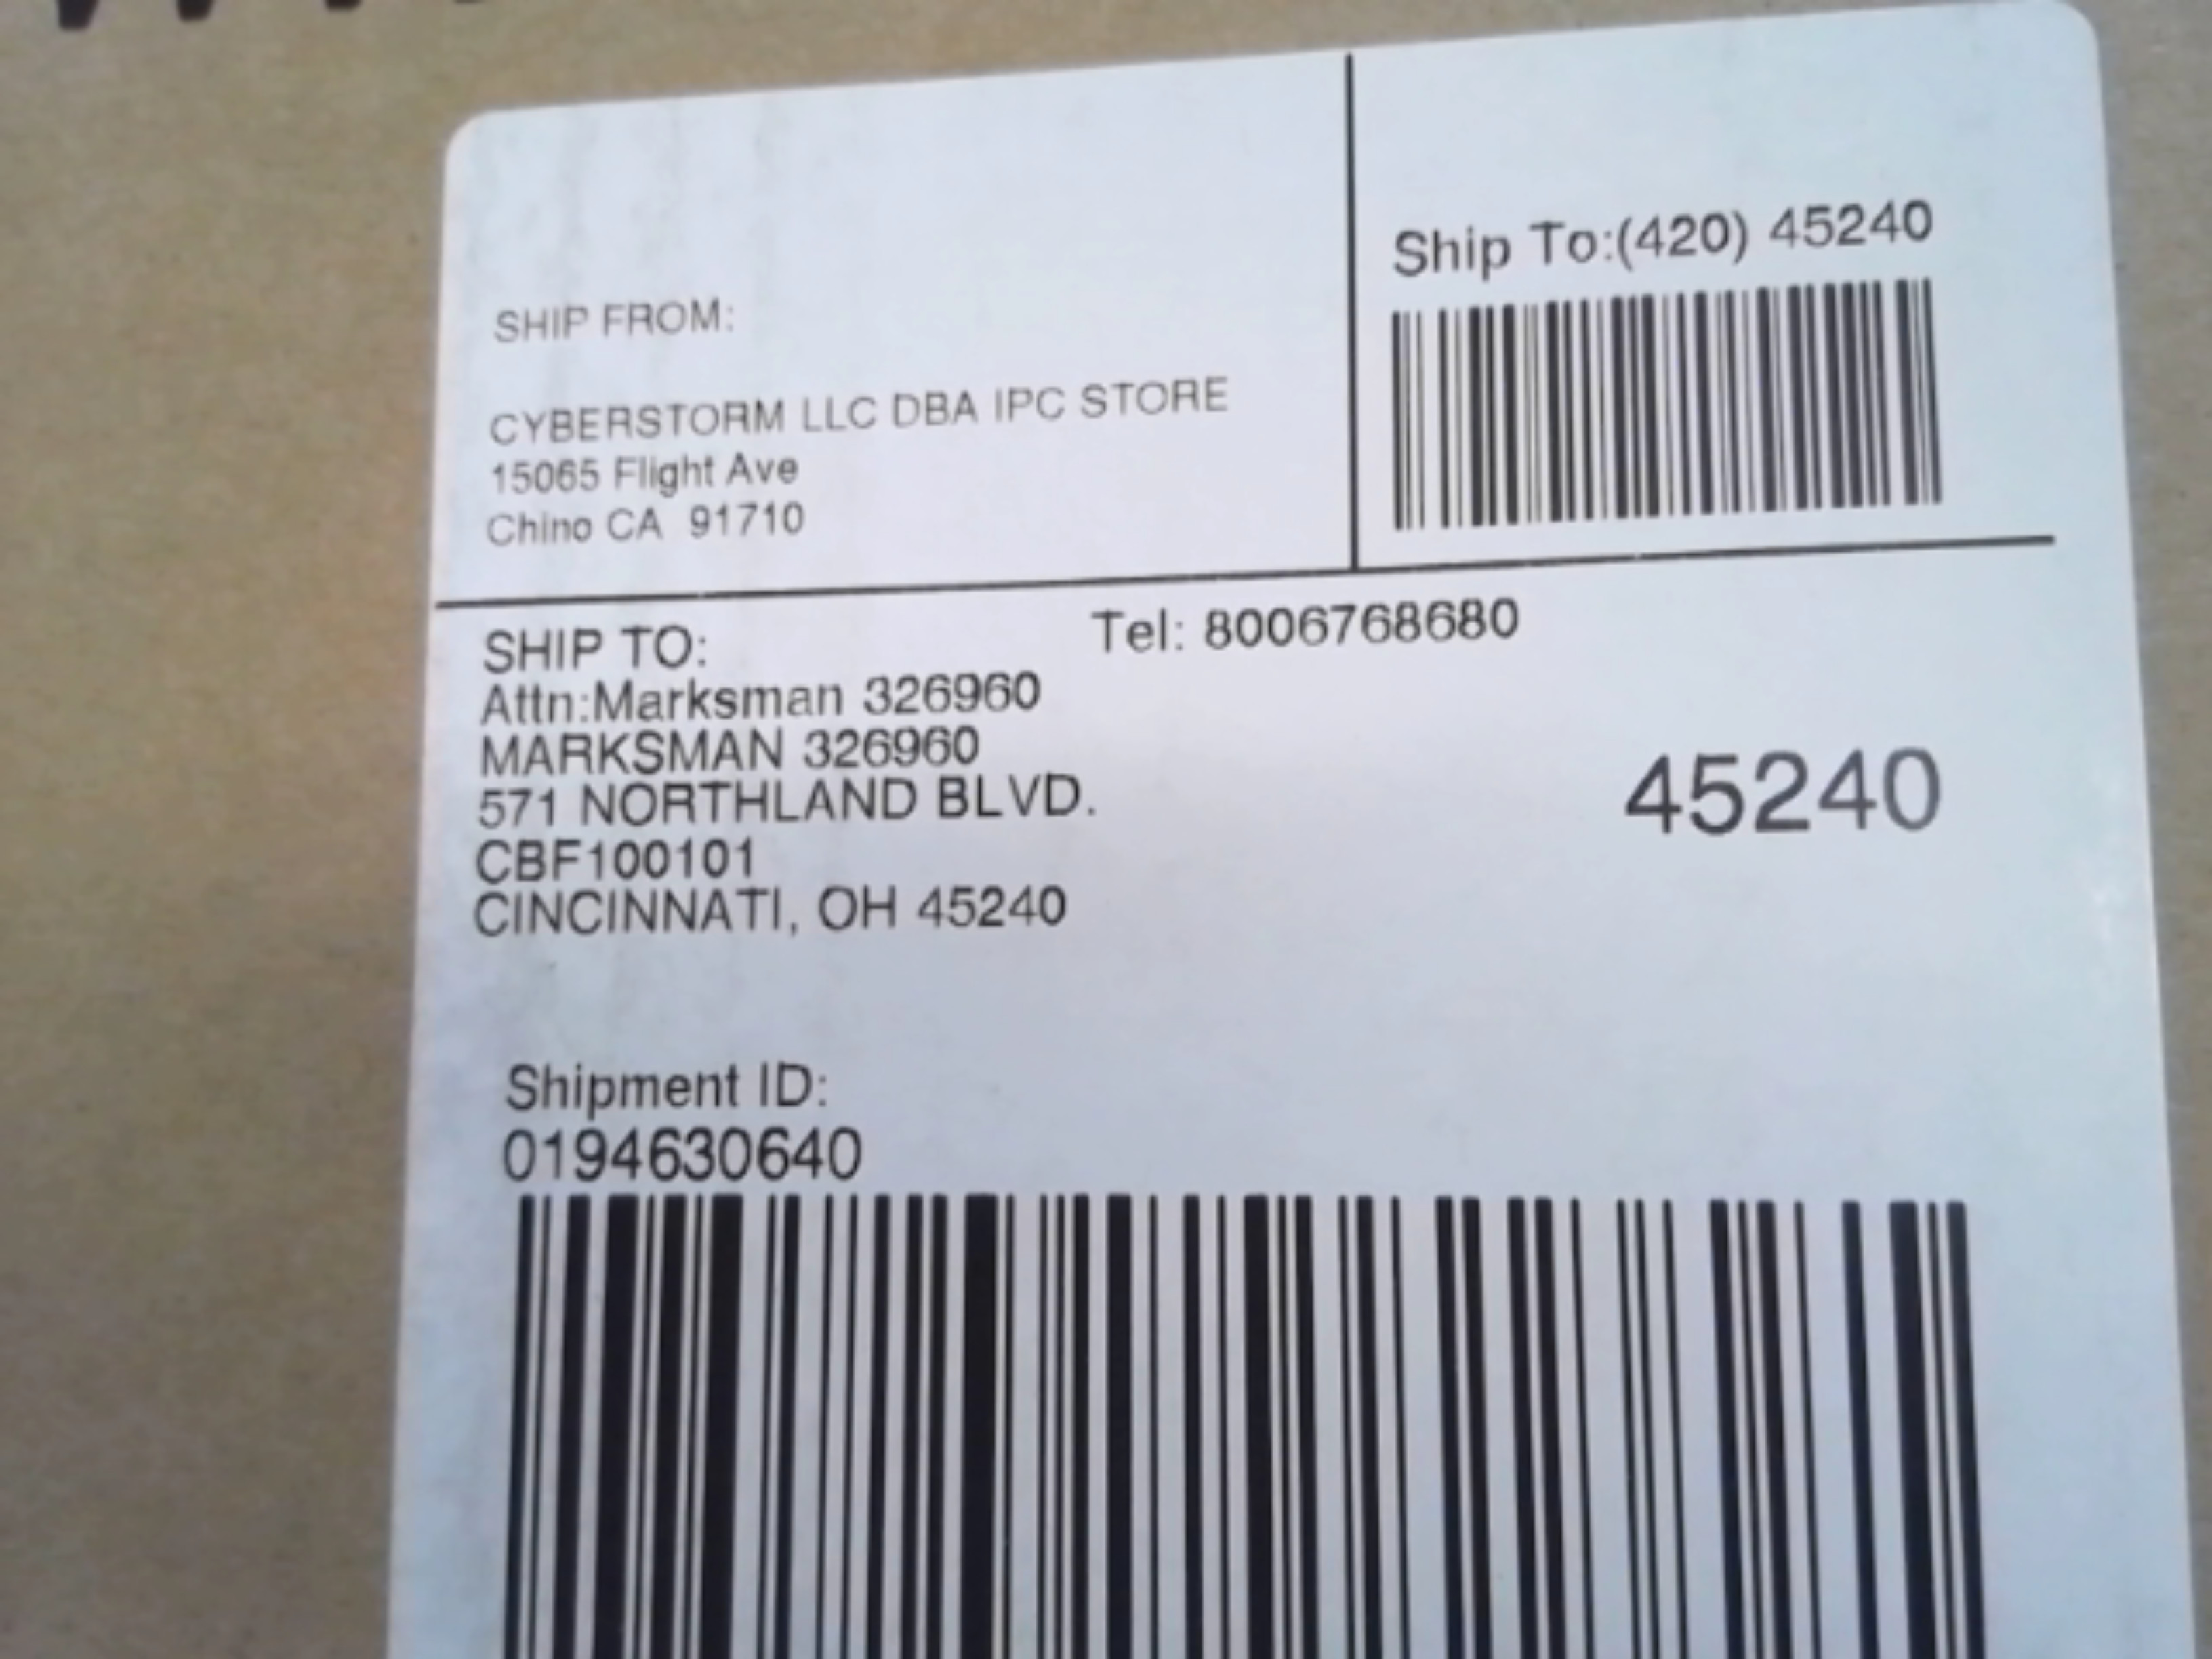 SHIP FROM:
CYBERSTORM LLC DBA IPC STORE
15065 Flight Ave
Chino CA 91710
Ship To:(420) 45240
SHIP TO:
Tel: 8006768680
Attn:Marksman 326960
MARKSMAN 326960
571 NORTHLAND BLVD.
CBF100101
CINCINNATI, OH 45240
45240
Shipment ID:
0194630640